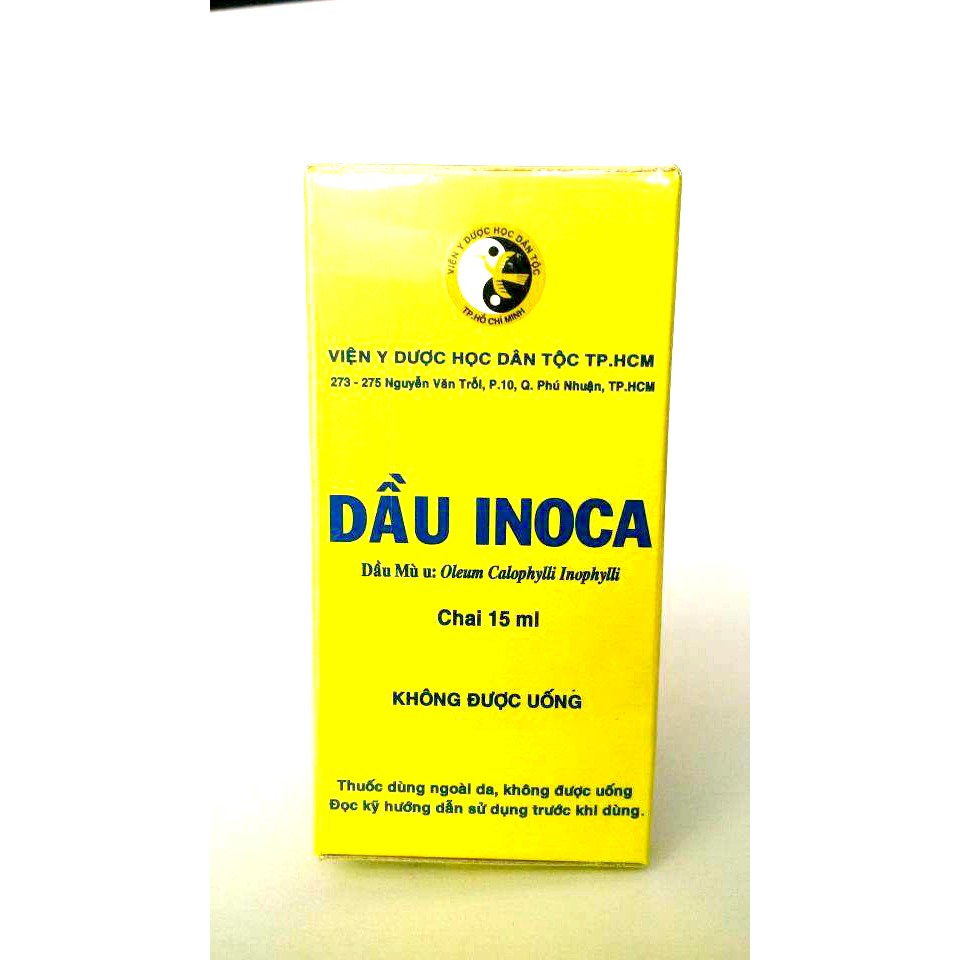 VIỆN Y DƯỢC HỌC DÂN TỘC
TP.HỒ CHÍ MINH
VIỆN Y DƯỢC HỌC DÂN TỘC TP.HCM
273 - 275 Nguyễn Văn Trỗi, P.10, Q. Phú Nhuận, TP.HCM
DẦU INOCA
Dầu Mù u: Oleum Calophylli Inophylli
Chai 15 ml
KHÔNG ĐƯỢC UỐNG
Thuốc dùng ngoài da, không được uống
Đọc kỹ hướng dẫn sử dụng trước khi dùng.